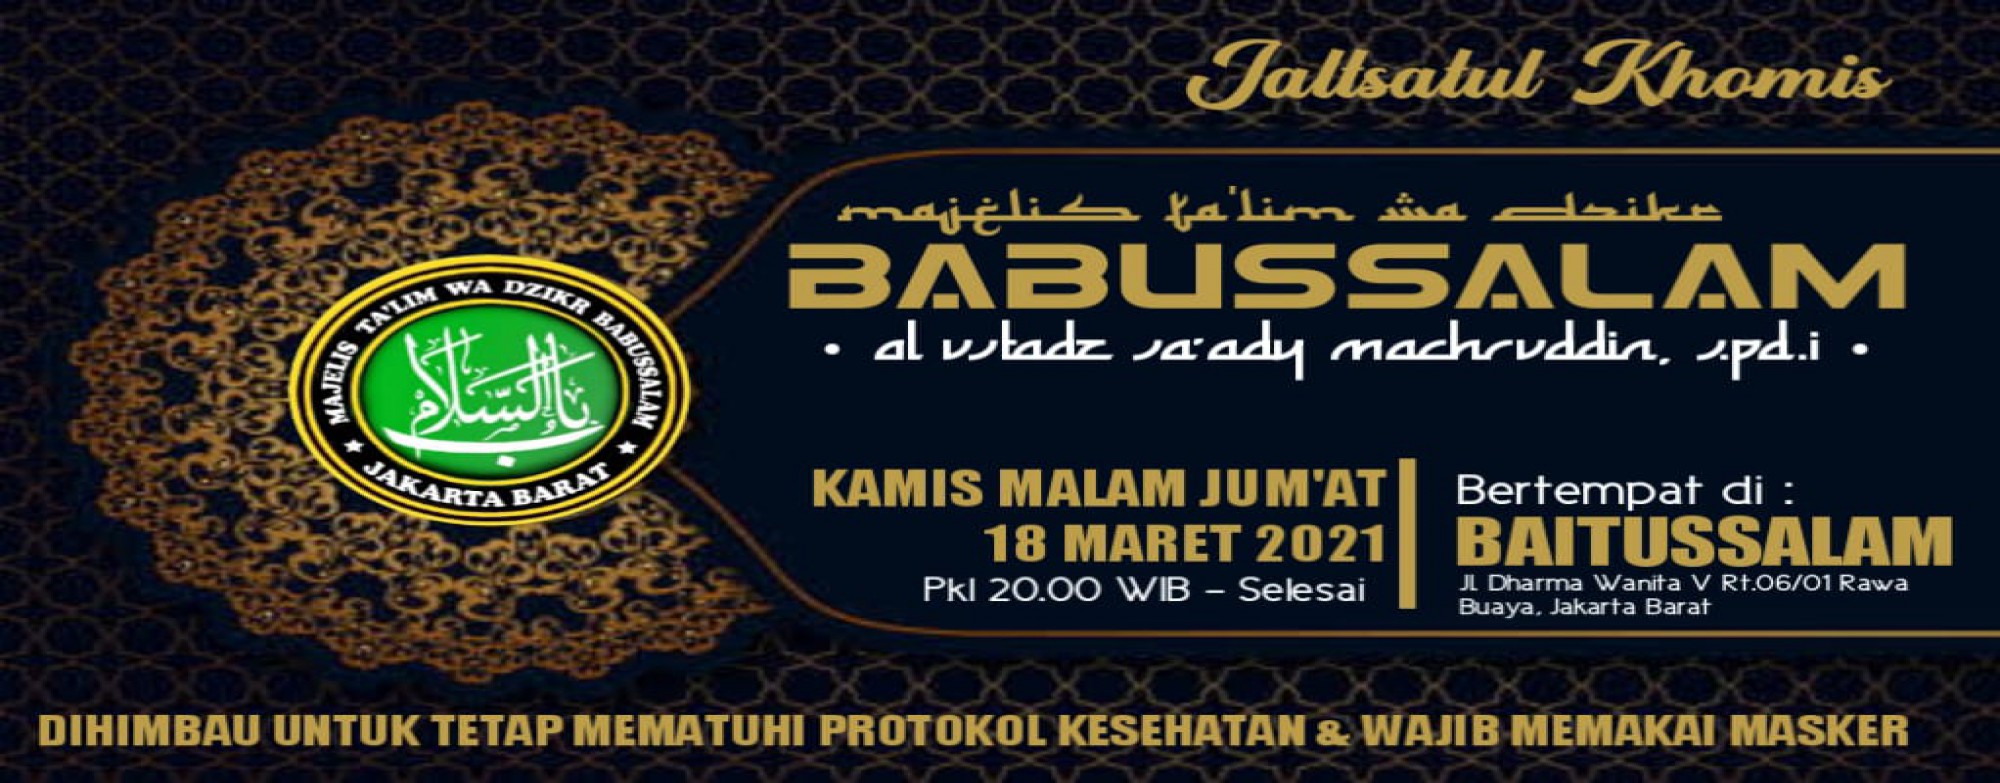 Jaltsatul Khomis
majelis ta'lim wa dzikr
BABUSSALAM
• al ustadz sa'ady machruddin, s.pd.i •
MAJELIS TA'LIM WA DZIKR BABUSSALAM
باب السلام
★ JAKARTA BARAT ★
KAMIS MALAM JUM'AT
18 MARET 2021
Pkl 20.00 WIB – Selesai
Bertempat di :
BAITUSSALAM
Jl. Dharma Wanita V Rt.06/01 Rawa
Buaya, Jakarta Barat
DIHIMBAU UNTUK TETAP MEMATUHI PROTOKOL KESEHATAN & WAJIB MEMAKAI MASKER